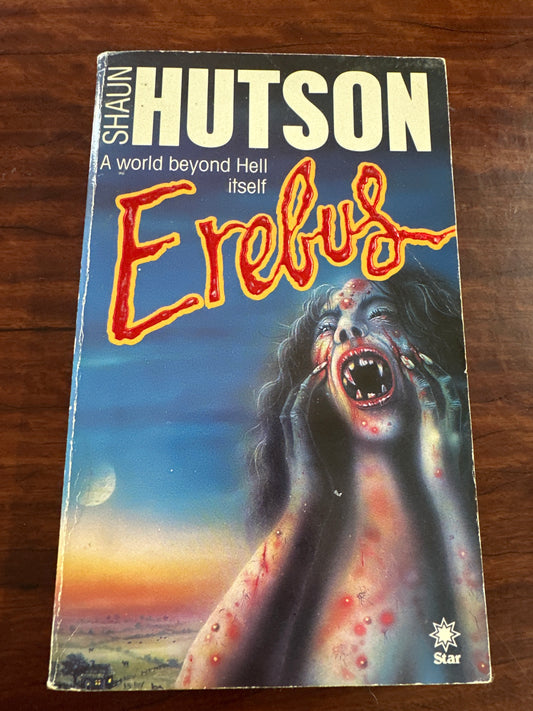 SHAUN
HUTSON
A world beyond Hell
itself
Erebus
Star